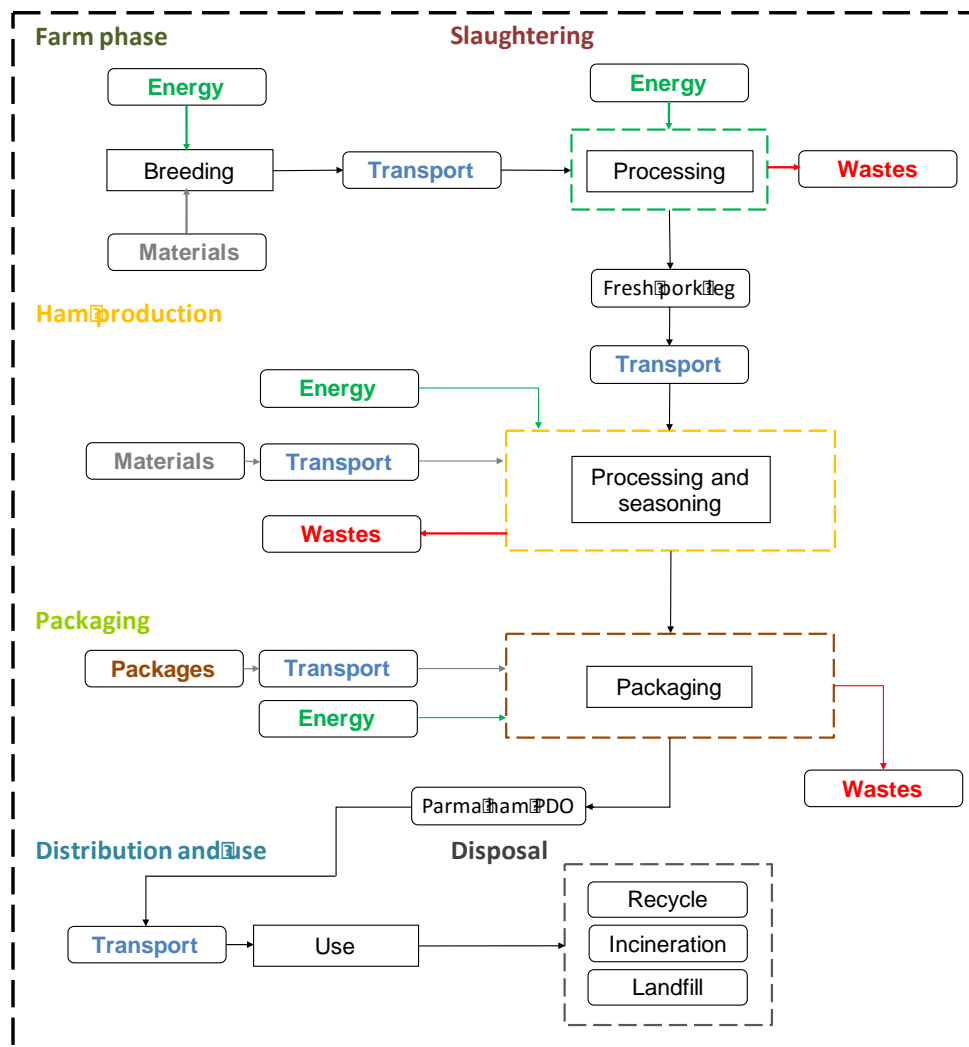 Farm phase
Slaughtering
Energy
Energy
Breeding
Transport
Processing
Wastes
Materials
Fresh pork leg
Ham production
Transport
Energy
Materials
Transport
Processing and
seasoning
Wastes
Packaging
Packages
Transport
Packaging
Energy
Wastes
Parma ham PDO
Distribution and use
Disposal
Recycle
Transport
Use
Incineration
Landfill